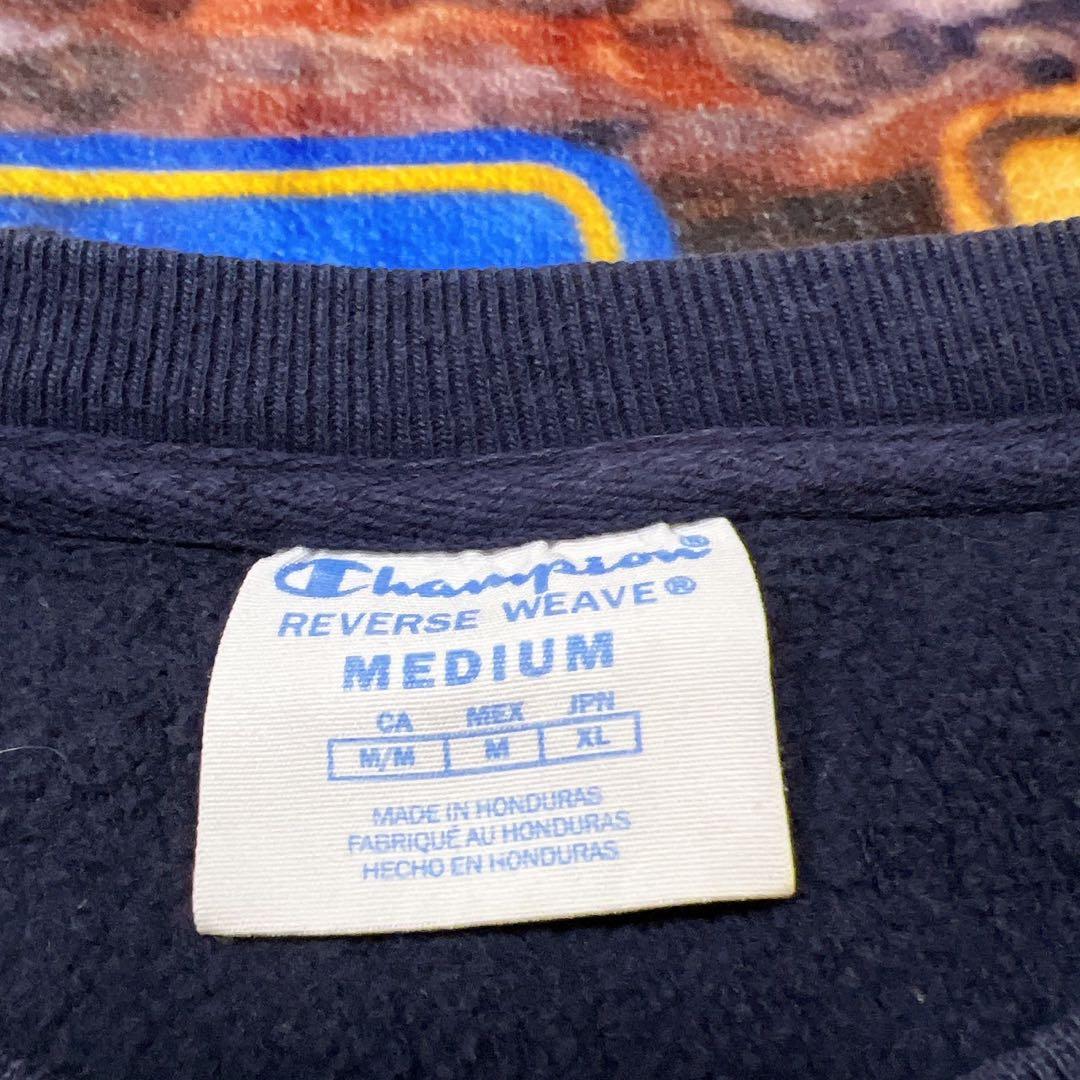 Champion®
REVERSE WEAVE®
MEDIUM
CA MEX JPN
M/M M XL
MADE IN HONDURAS
FABRIQUÉ AU HONDURAS
HECHO EN HONDURAS